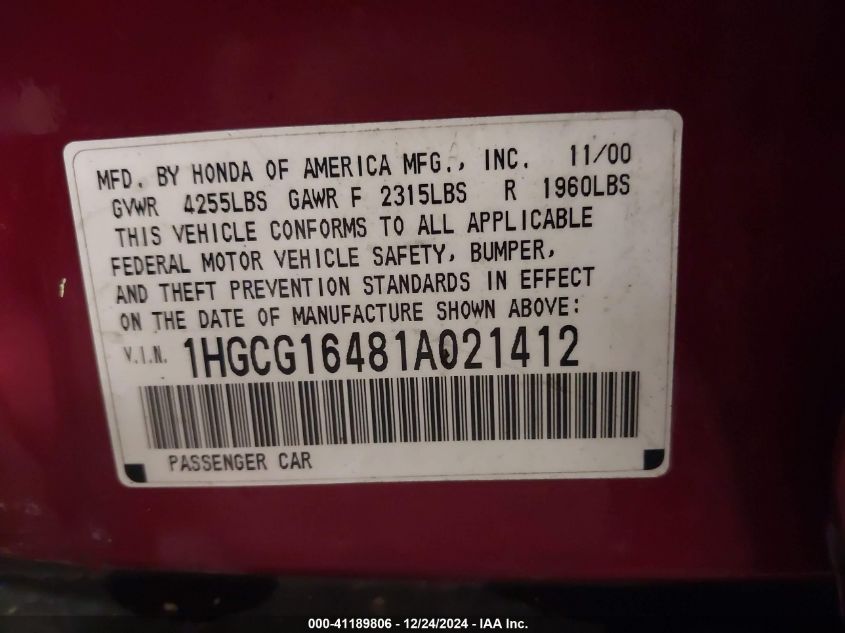 MFD. BY HONDA OF AMERICA MFG., INC. 11/00
GVWR 4255LBS GAWR F 2315LBS R 1960LBS
THIS VEHICLE CONFORMS TO ALL APPLICABLE
FEDERAL MOTOR VEHICLE SAFETY, BUMPER,
AND THEFT PREVENTION STANDARDS IN EFFECT
ON THE DATE OF MANUFACTURE SHOWN ABOVE:
V.I.N. 1HGCG16481A021412
PASSENGER CAR
000-41189806 - 12/24/2024 - IAA Inc.